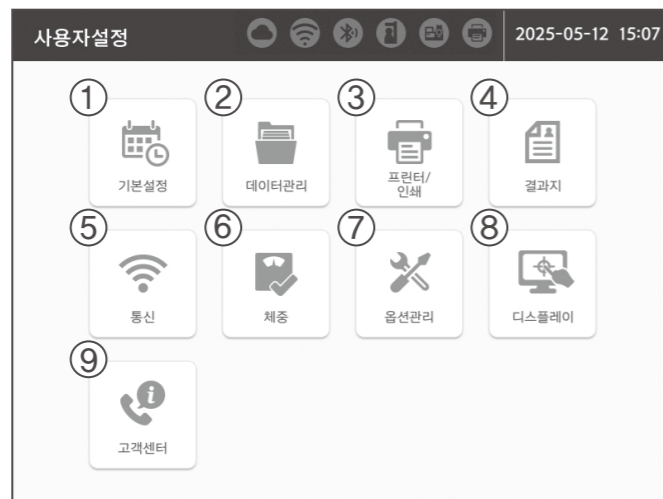 사용자설정 2025-05-12 15:07
① ② ③ ④
기본설정 데이터관리 프린터/
인쇄 결과지
⑤ ⑥ ⑦ ⑧
통신 체중 옵션관리 디스플레이
⑨
고객센터